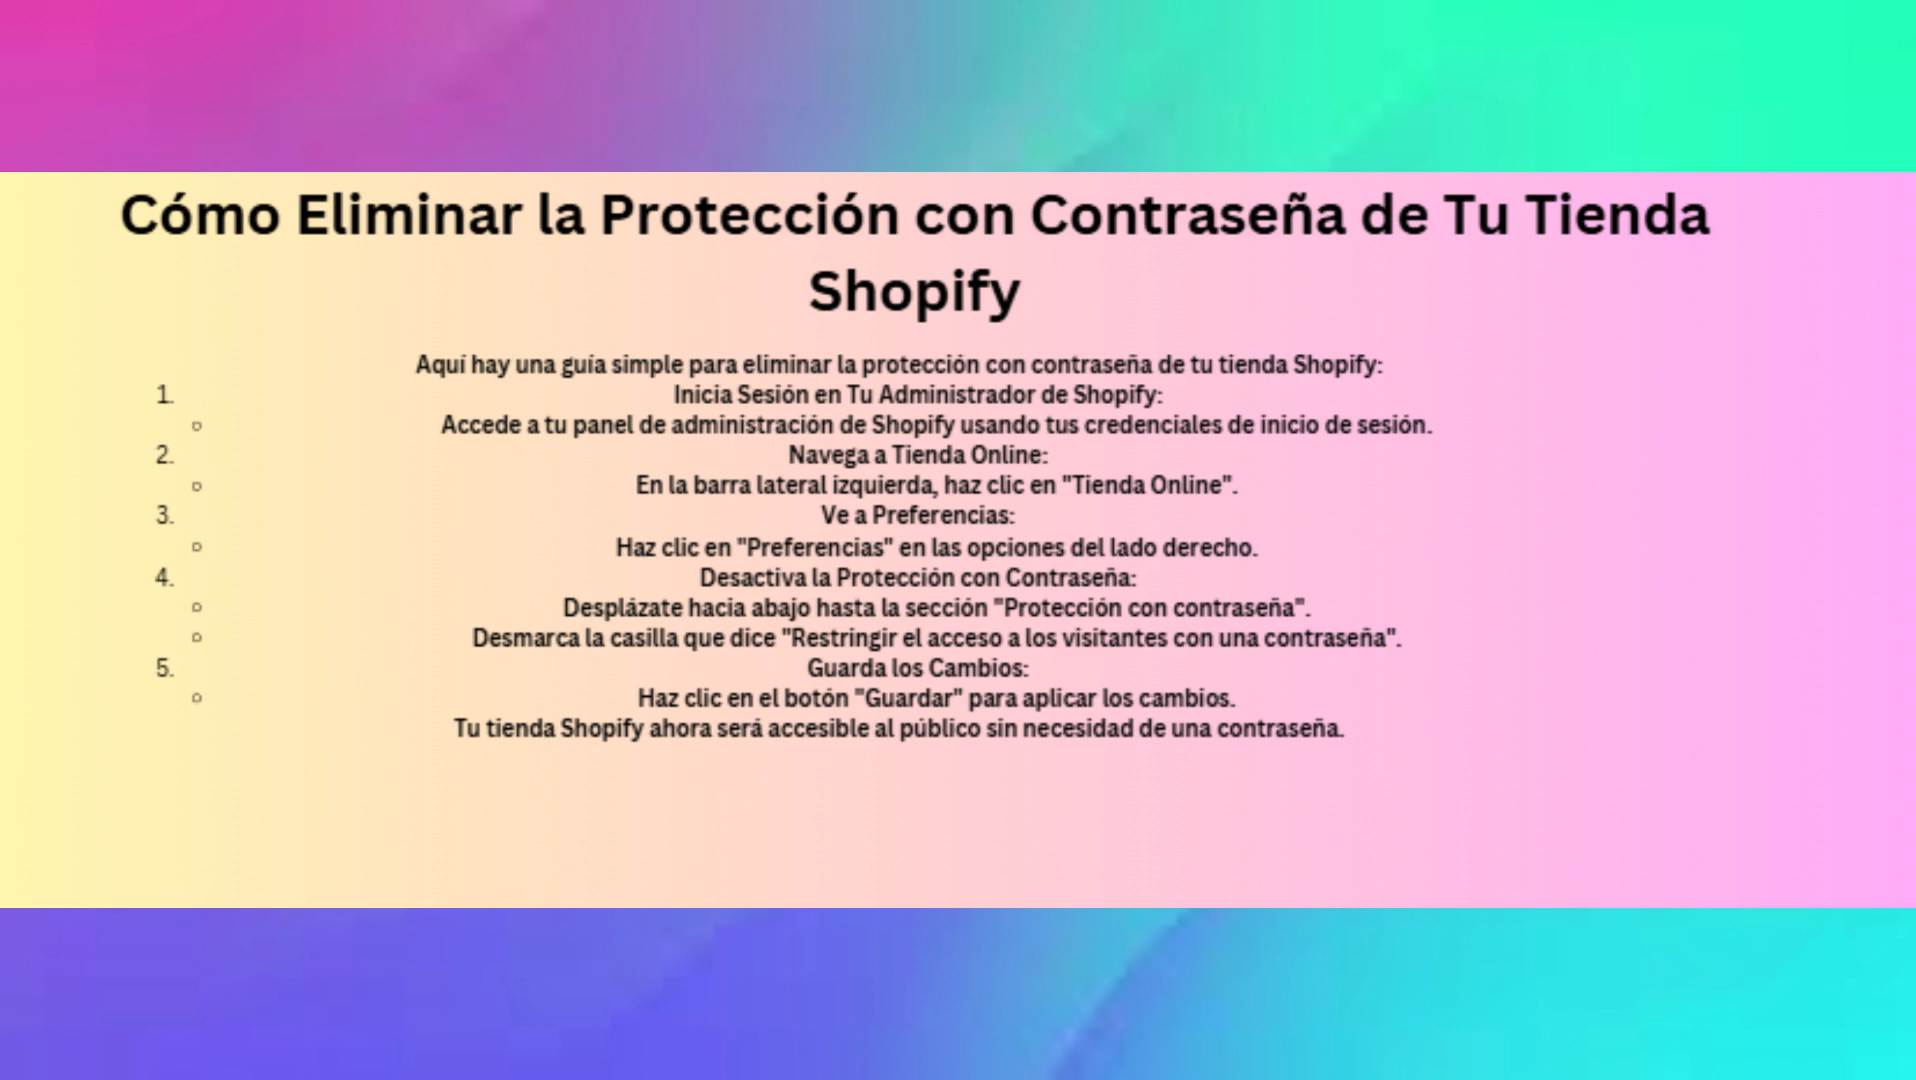 Cómo Eliminar la Protección con Contraseña de Tu Tienda
Shopify
Aquí hay una guía simple para eliminar la protección con contraseña de tu tienda Shopify:
1. Inicia Sesión en Tu Administrador de Shopify:
○ Accede a tu panel de administración de Shopify usando tus credenciales de inicio de sesión.
2. Navega a Tienda Online:
○ En la barra lateral izquierda, haz clic en "Tienda Online".
3. Ve a Preferencias:
○ Haz clic en "Preferencias" en las opciones del lado derecho.
4. Desactiva la Protección con Contraseña:
○ Desplázate hacia abajo hasta la sección "Protección con contraseña".
○ Desmarca la casilla que dice "Restringir el acceso a los visitantes con una contraseña".
5. Guarda los Cambios:
○ Haz clic en el botón "Guardar" para aplicar los cambios.
Tu tienda Shopify ahora será accesible al público sin necesidad de una contraseña.